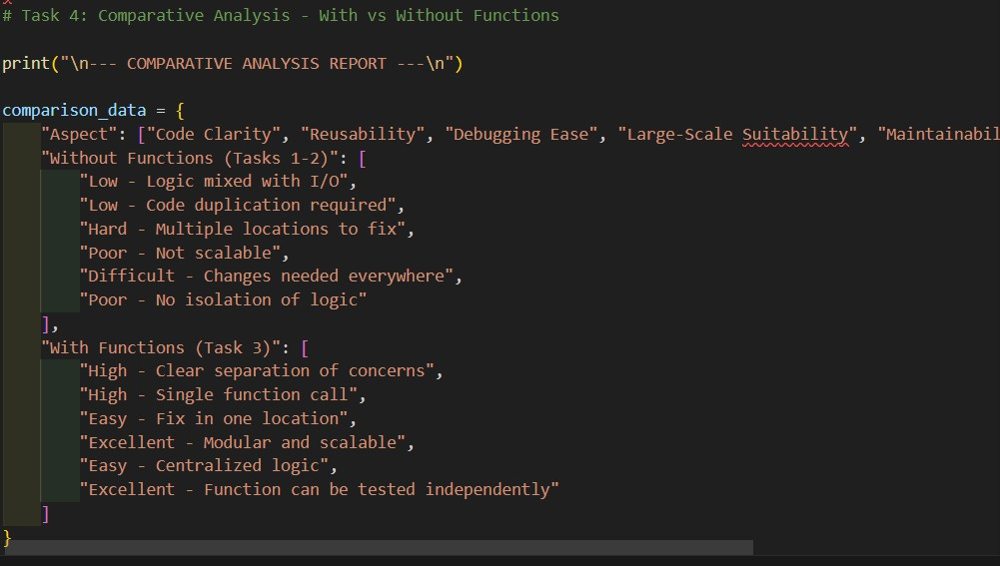 # Task 4: Comparative Analysis - With vs Without Functions
print("\n--- COMPARATIVE ANALYSIS REPORT ---\n")
comparison_data = {
    "Aspect": ["Code Clarity", "Reusability", "Debugging Ease", "Large-Scale Suitability", "Maintainabil
    "Without Functions (Tasks 1-2)": [
        "Low - Logic mixed with I/O",
        "Low - Code duplication required",
        "Hard - Multiple locations to fix",
        "Poor - Not scalable",
        "Difficult - Changes needed everywhere",
        "Poor - No isolation of logic"
    ],
    "With Functions (Task 3)": [
        "High - Clear separation of concerns",
        "High - Single function call",
        "Easy - Fix in one location",
        "Excellent - Modular and scalable",
        "Easy - Centralized logic",
        "Excellent - Function can be tested independently"
    ]
}